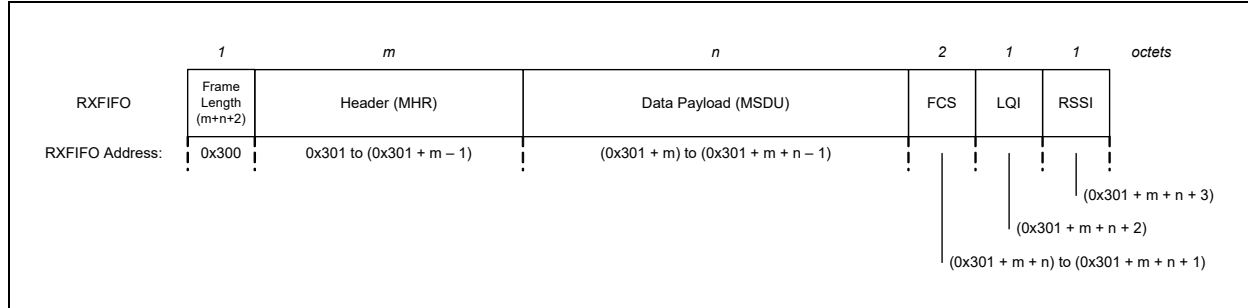 1 m n 2 1 1 octets
RXFIFO
Frame
Length
(m+n+2)
Header (MHR)
Data Payload (MSDU)
FCS
LQI
RSSI
RXFIFO Address:
0x300
0x301 to (0x301 + m – 1)
(0x301 + m) to (0x301 + m + n – 1)
(0x301 + m + n + 3)
(0x301 + m + n + 2)
(0x301 + m + n) to (0x301 + m + n + 1)